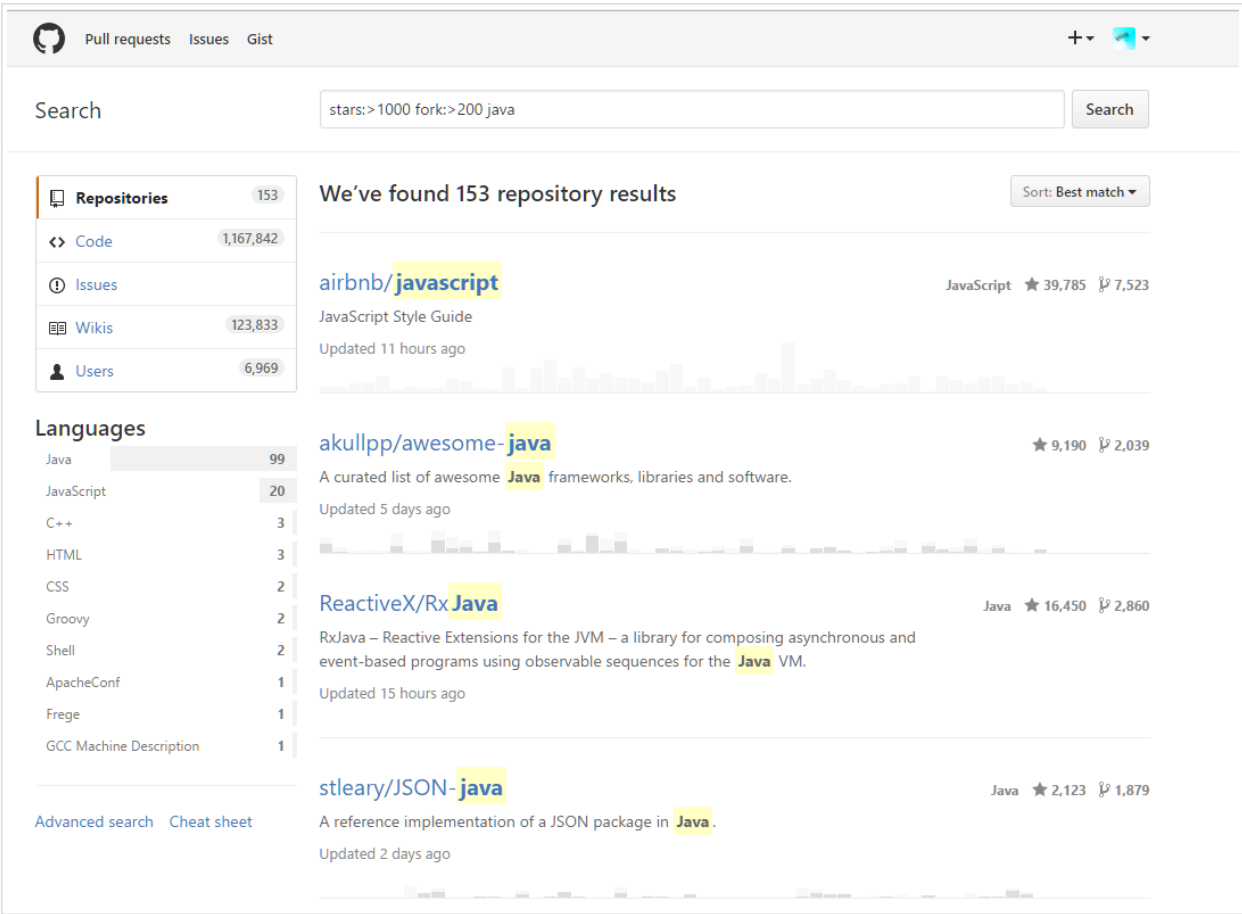 Pull requests Issues Gist
Search
stars:>1000 fork:>200 java
Search
Repositories 153
Code 1,167,842
Issues
Wikis 123,833
Users 6,969
Languages
Java 99
JavaScript 20
C++ 3
HTML 3
CSS 2
Groovy 2
Shell 2
ApacheConf 1
Frege 1
GCC Machine Description 1
Advanced search Cheat sheet
We've found 153 repository results
Sort: Best match
airbnb/javascript
JavaScript 39,785 7,523
JavaScript Style Guide
Updated 11 hours ago
akullpp/awesome-java
9,190 2,039
A curated list of awesome Java frameworks, libraries and software.
Updated 5 days ago
ReactiveX/RxJava
Java 16,450 2,860
RxJava – Reactive Extensions for the JVM – a library for composing asynchronous and
event-based programs using observable sequences for the Java VM.
Updated 15 hours ago
stleary/JSON-java
Java 2,123 1,879
A reference implementation of a JSON package in Java.
Updated 2 days ago